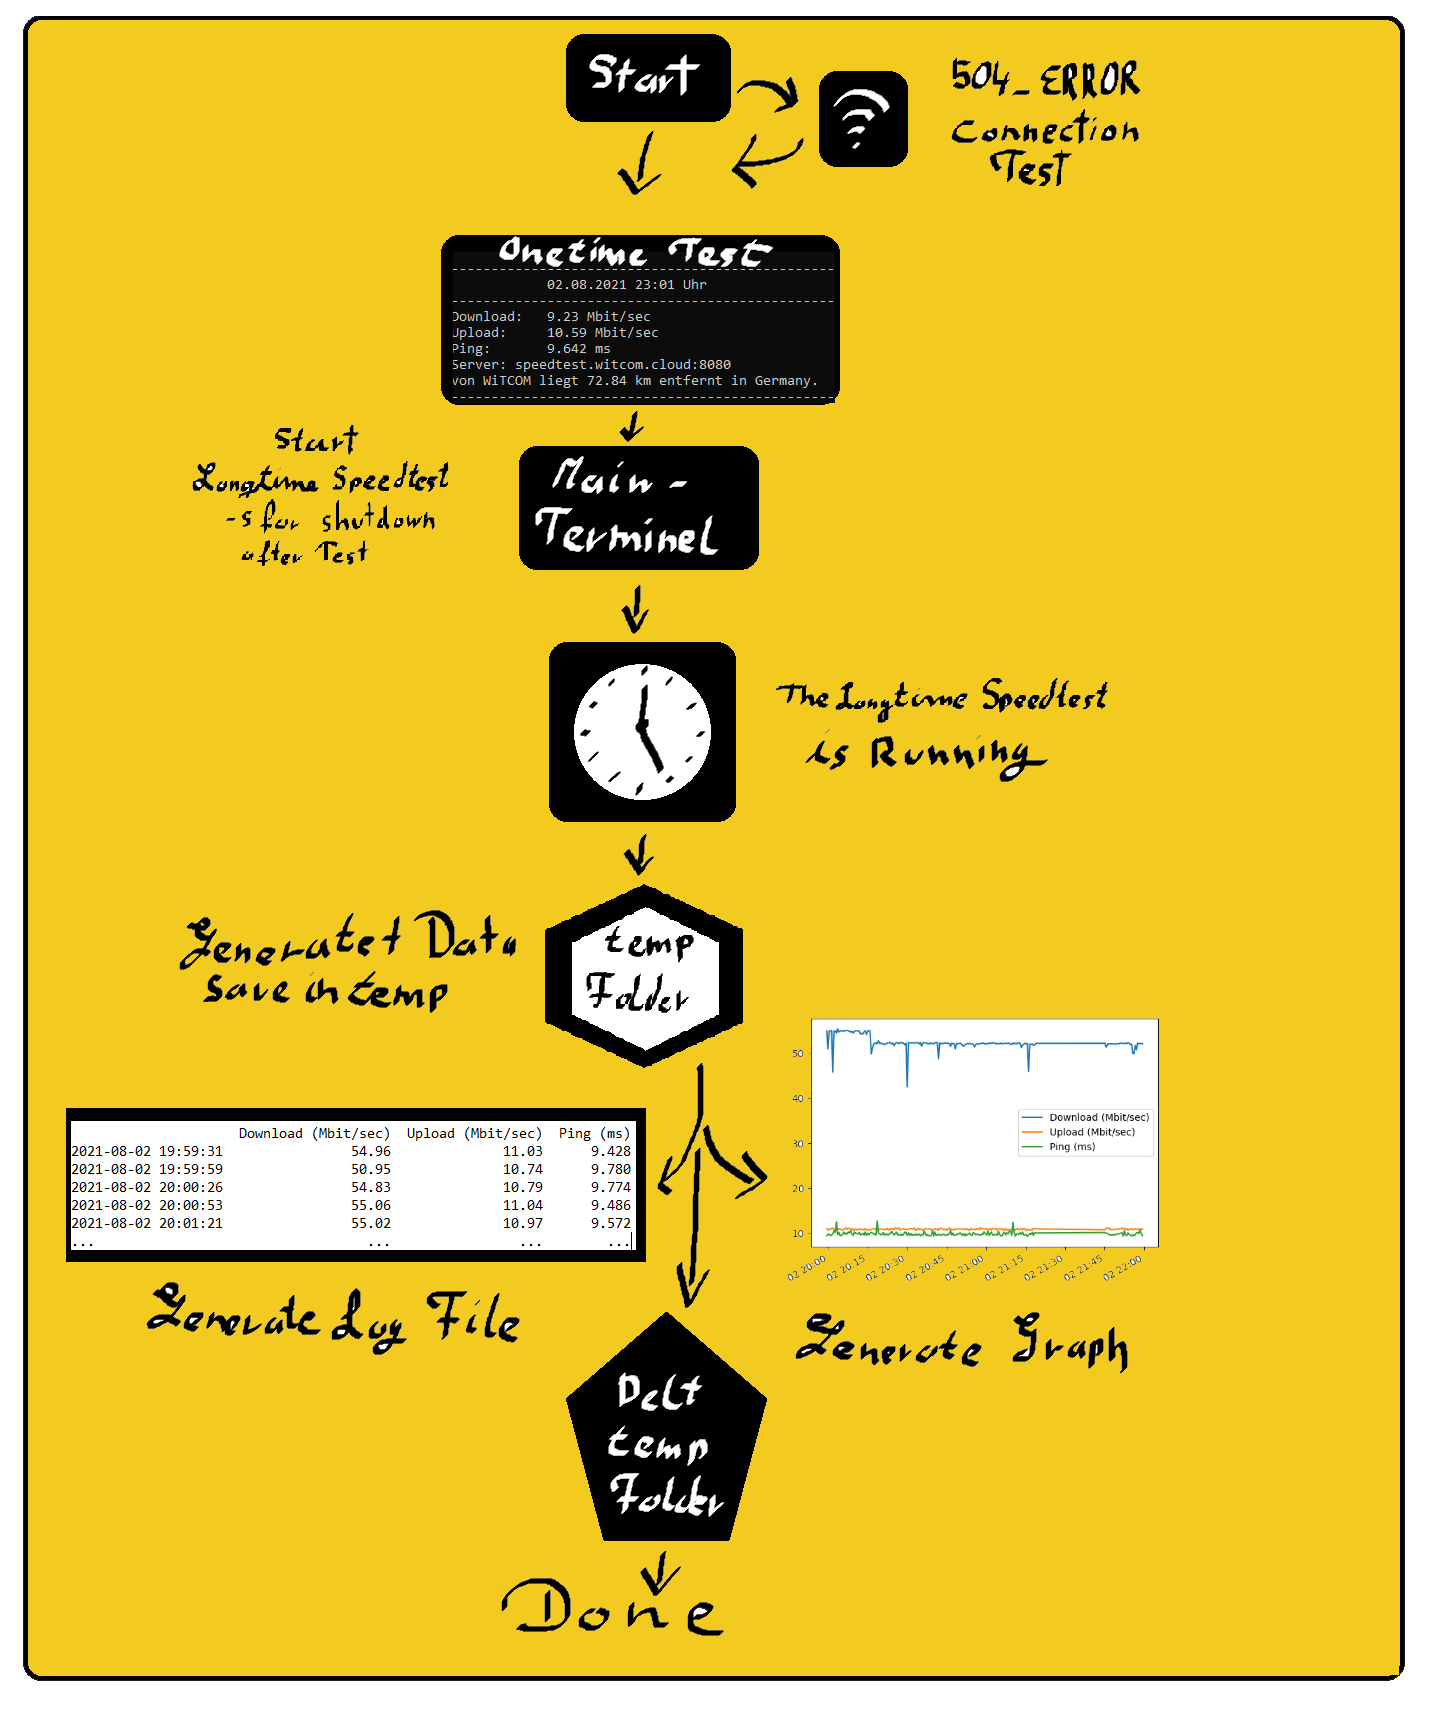 Start
504_ERROR
Connection
Test
Onetime Test
--------------------------------------------
02.08.2021 23:01 Uhr
--------------------------------------------
Download: 9.23 Mbit/sec
Upload: 10.59 Mbit/sec
Ping: 9.642 ms
Server: speedtest.witcom.cloud:8080
von WiTCOM liegt 72.84 km entfernt in Germany.
--------------------------------------------
Start
Longtime Speedtest
-s for shutdown
after Test
Main-
Terminel
The Longtime Speedtest
is Running
Generatet Data
save in temp
temp
Folder
Download (Mbit/sec) Upload (Mbit/sec) Ping (ms)
2021-08-02 19:59:31 54.96 11.03 9.428
2021-08-02 19:59:59 50.95 10.74 9.780
2021-08-02 20:00:26 54.83 10.79 9.774
2021-08-02 20:00:53 55.06 11.04 9.486
2021-08-02 20:01:21 55.02 10.97 9.572
... ... ... ...
Generate Log File
50
40
30
20
10
Download (Mbit/sec)
Upload (Mbit/sec)
Ping (ms)
02 20:00 02 20:15 02 20:30 02 20:45 02 21:00 02 21:15 02 21:30 02 21:45 02 22:00
Generate Graph
Delt
temp
Folder
Done